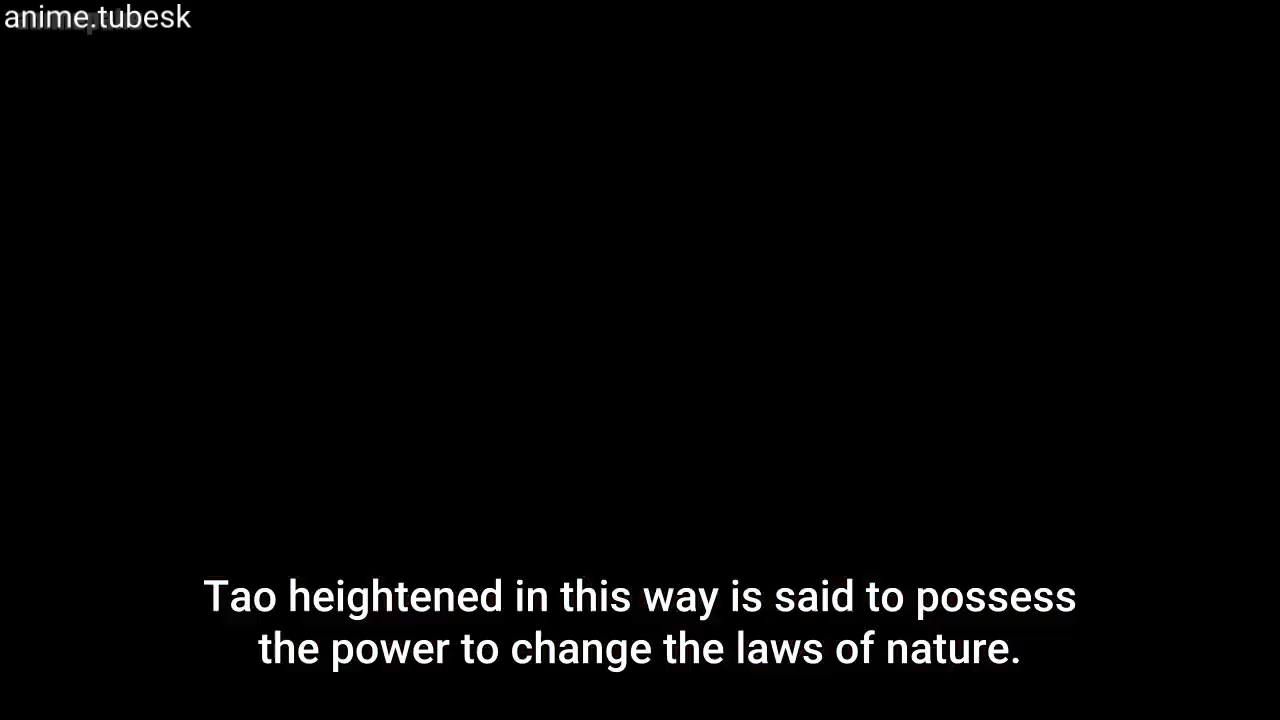 anime.tubesk
Tao heightened in this way is said to possess
the power to change the laws of nature.